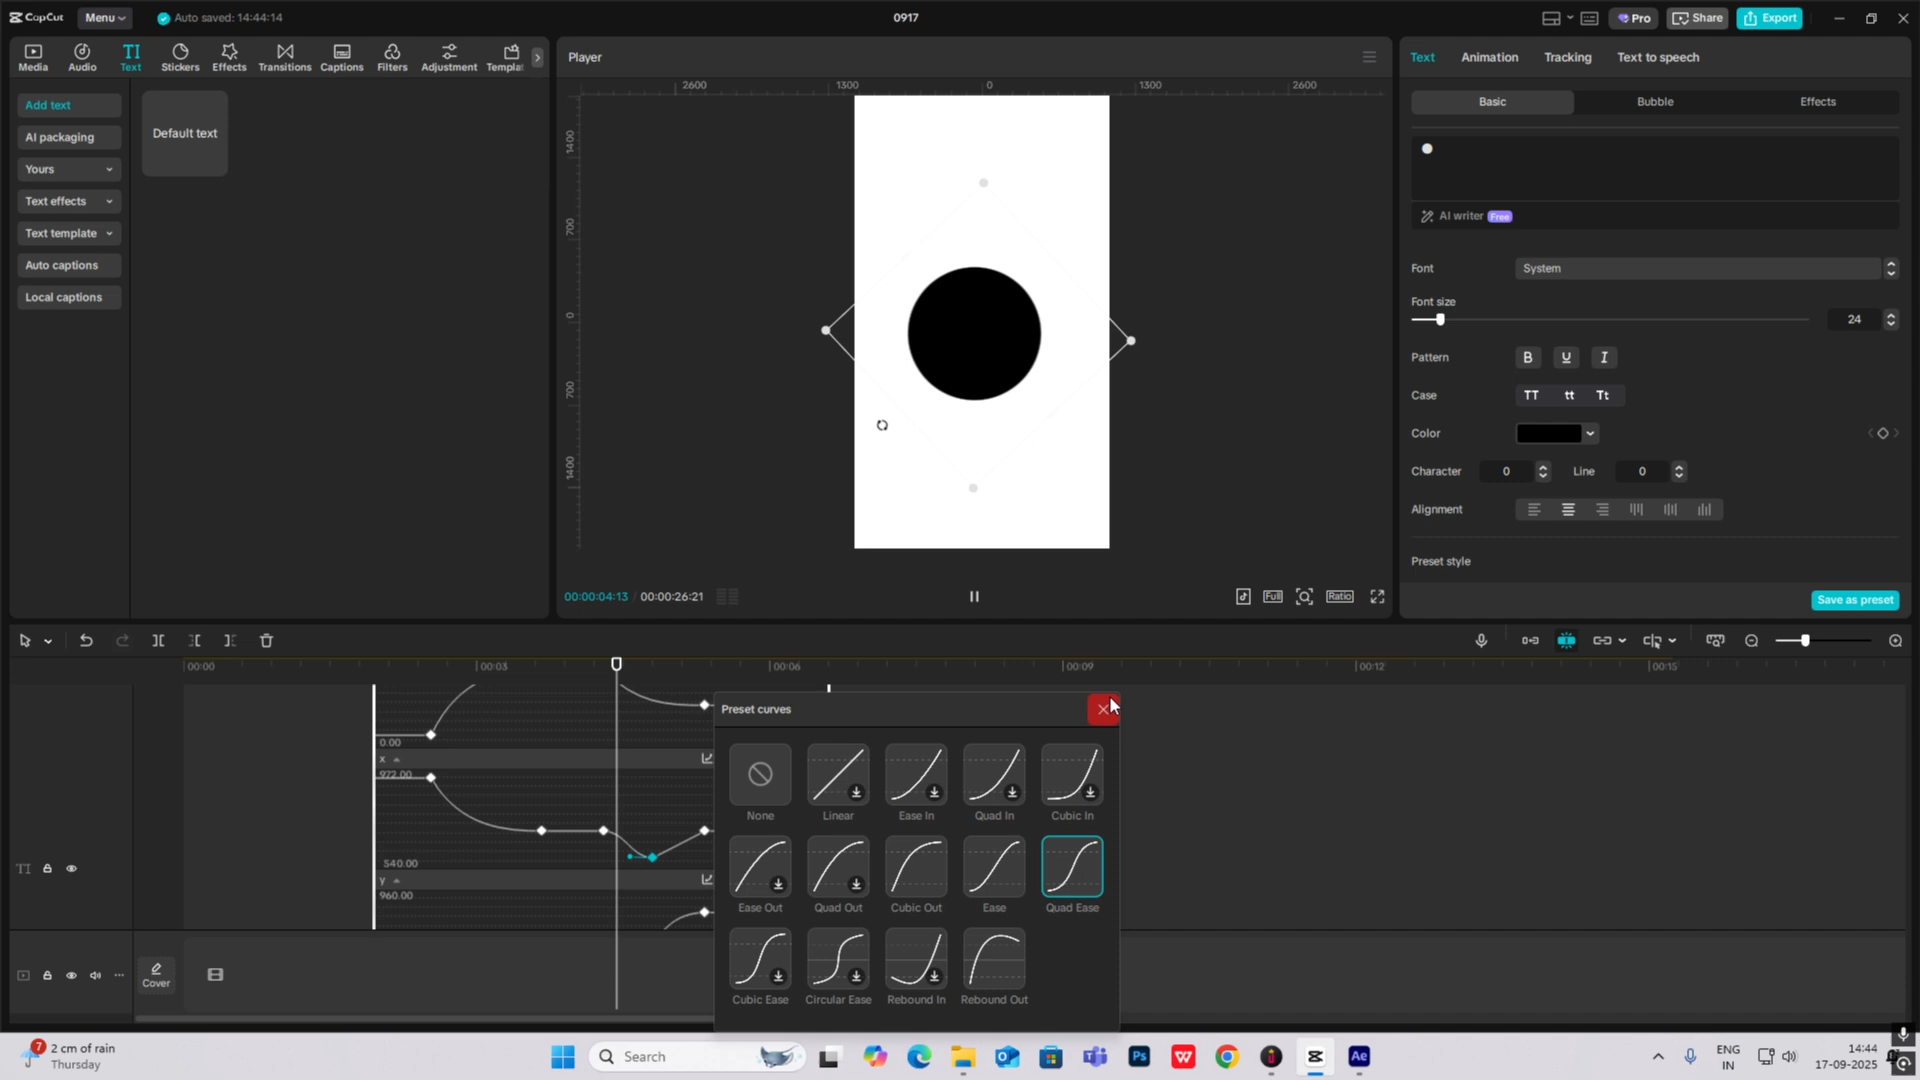 CapCut Menu Auto saved: 14:44:14 0917 Pro Share Export
Media Audio Text Stickers Effects Transitions Captions Filters Adjustment Templat
Player
Text Animation Tracking Text to speech
Add text
AI packaging
Yours
Text effects
Text template
Auto captions
Local captions
Default text
2600 1300 0 1300 2600
1400
700
0
700
1400
00:00:04:13 / 00:00:26:21 Full Ratio
Basic Bubble Effects
AI writer Free
Font System
Font size
24
Pattern B U I
Case TT tt Tt
Color
Character 0 Line 0
Alignment
Preset style
Save as preset
00:00 00:03 00:06 00:09 00:12 00:15
0.00
x
972.00
540.00
y
960.00
TI
Cover
Preset curves
None Linear Ease In Quad In Cubic In
Ease Out Quad Out Cubic Out Ease Quad Ease
Cubic Ease Circular Ease Rebound In Rebound Out
7
2 cm of rain
Thursday
Search
Ps
Ae
ENG
IN
14:44
17-09-2025